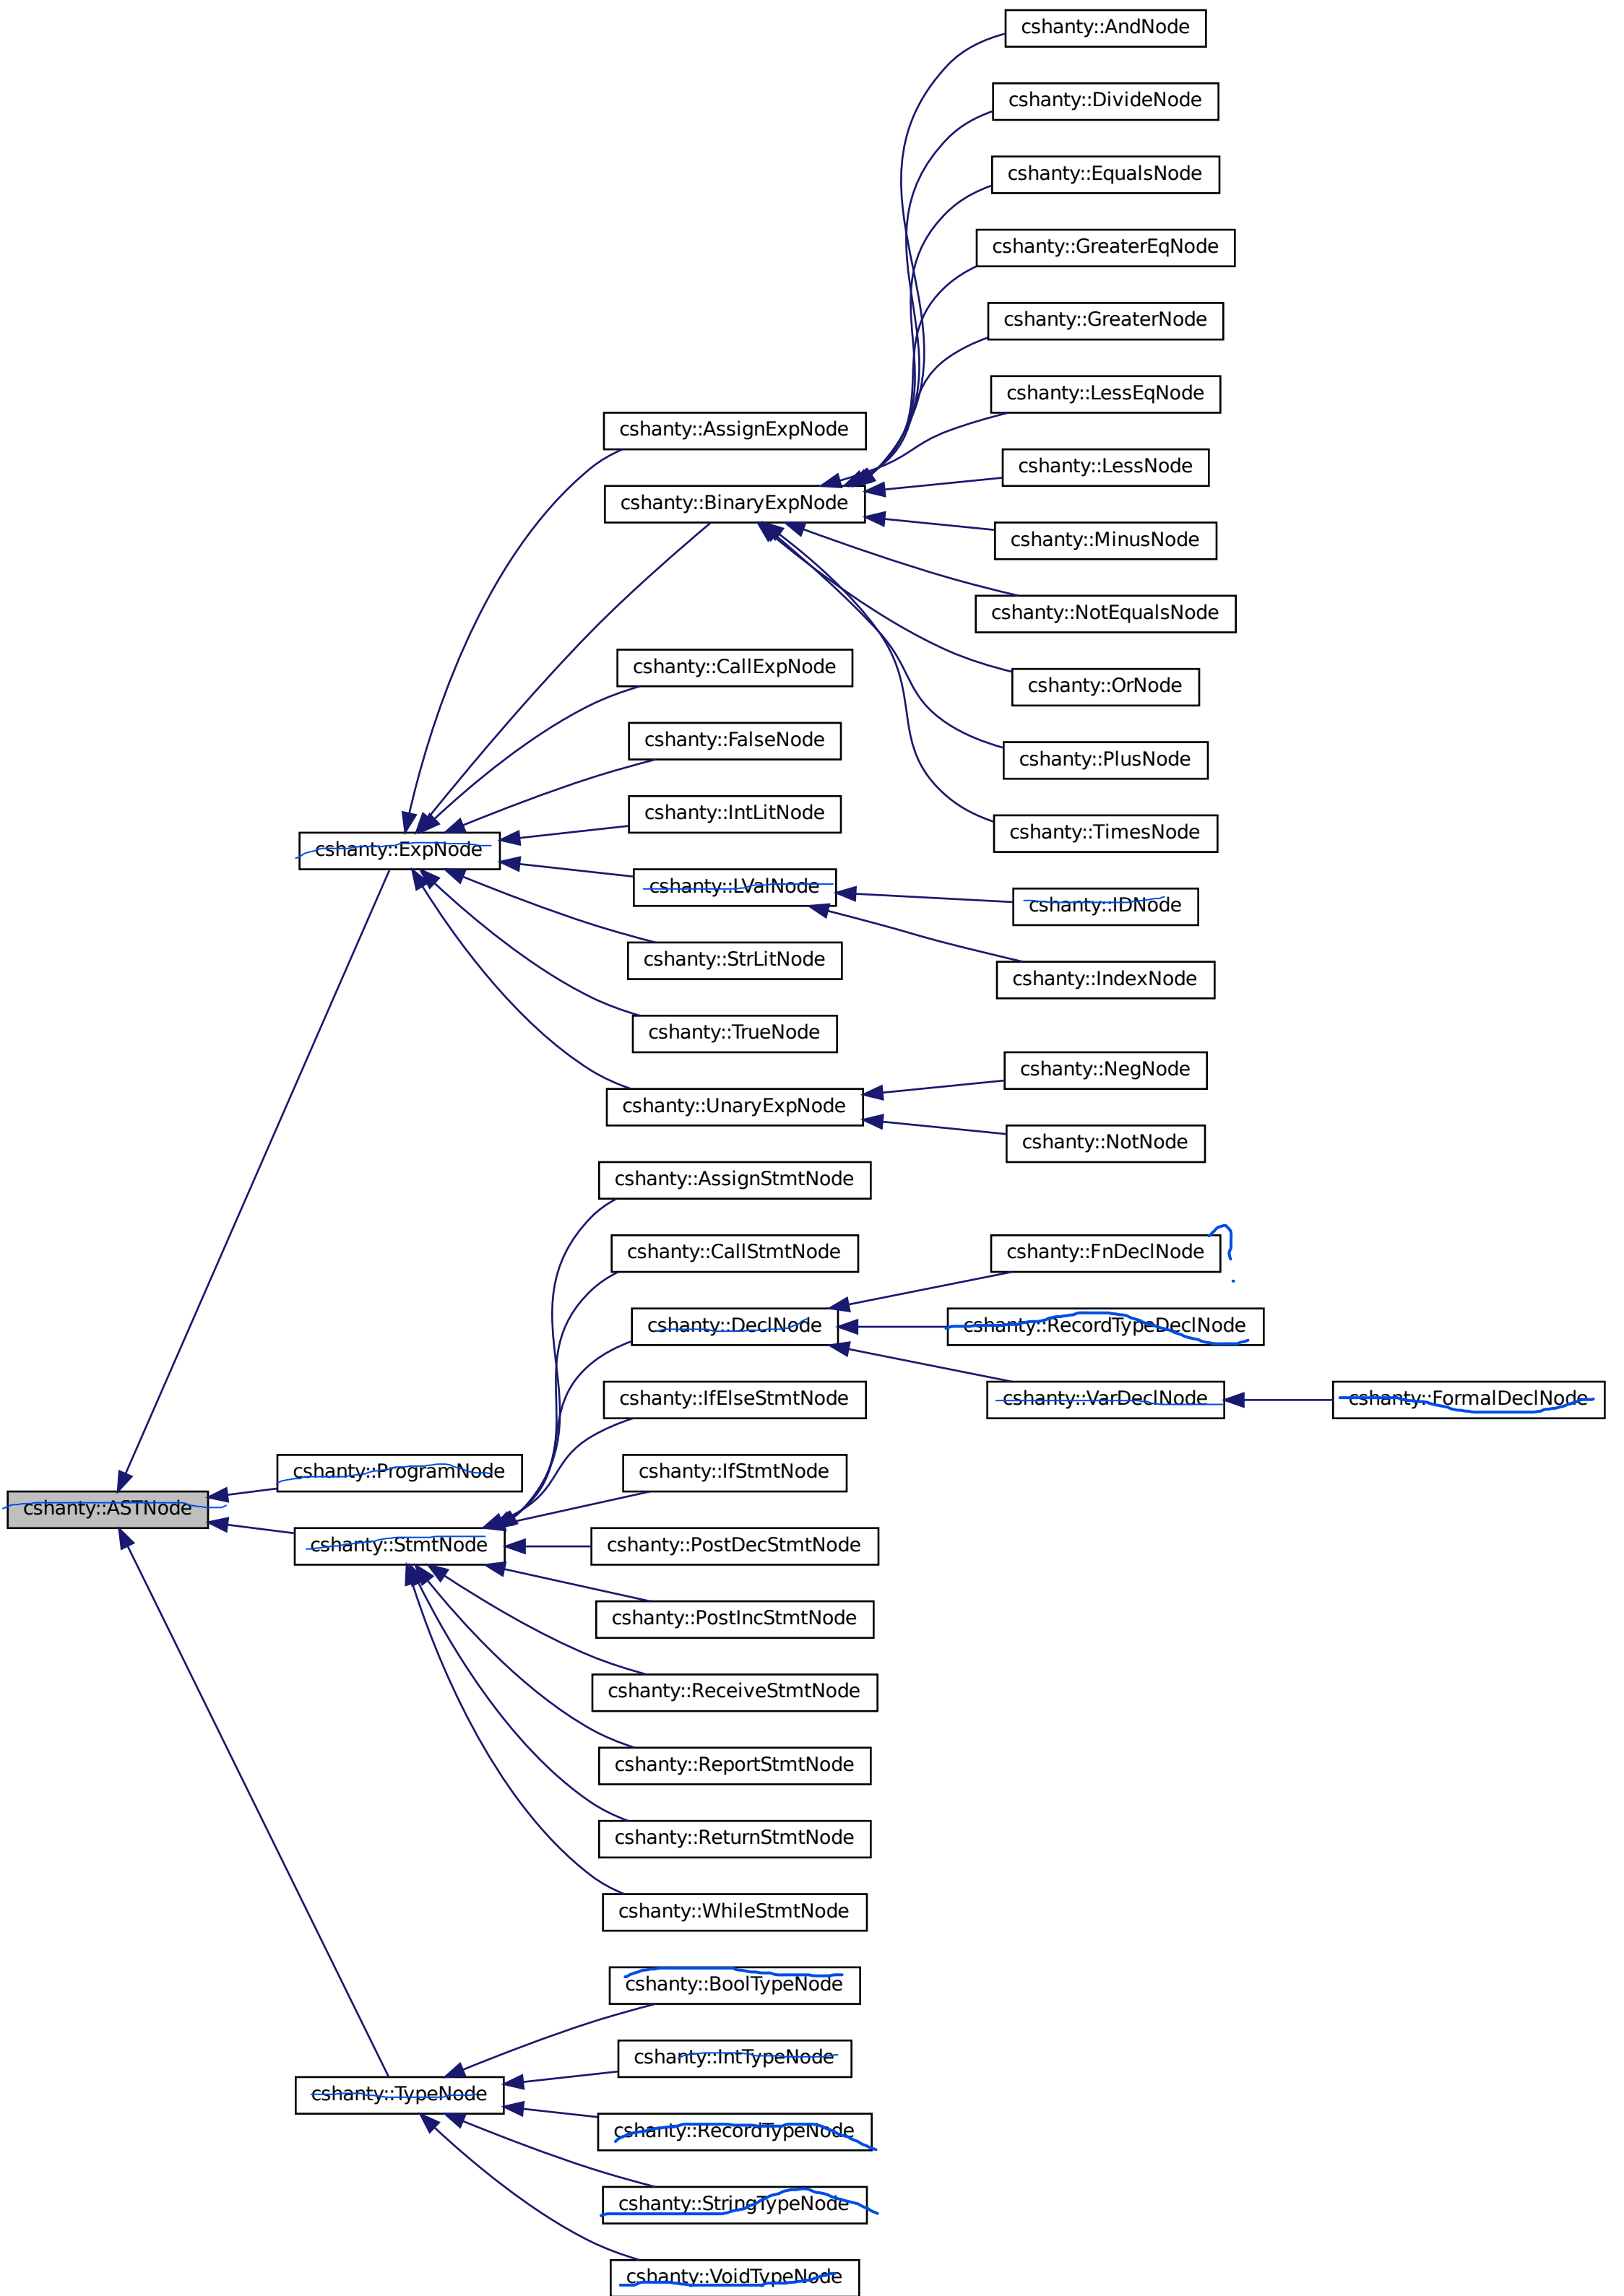 cshanty::AndNode
cshanty::DivideNode
cshanty::EqualsNode
cshanty::GreaterEqNode
cshanty::GreaterNode
cshanty::LessEqNode
cshanty::AssignExpNode
cshanty::LessNode
cshanty::BinaryExpNode
cshanty::MinusNode
cshanty::NotEqualsNode
cshanty::CallExpNode
cshanty::OrNode
cshanty::FalseNode
cshanty::PlusNode
cshanty::IntLitNode
cshanty::TimesNode
cshanty::ExpNode
cshanty::LValNode
cshanty::IDNode
cshanty::StrLitNode
cshanty::IndexNode
cshanty::TrueNode
cshanty::NegNode
cshanty::UnaryExpNode
cshanty::NotNode
cshanty::AssignStmtNode
cshanty::CallStmtNode
cshanty::FnDeclNode ?
cshanty::DeclNode
cshanty::RecordTypeDeclNode
cshanty::IfElseStmtNode
cshanty::VarDeclNode
cshanty::FormalDeclNode
cshanty::ProgramNode
cshanty::IfStmtNode
cshanty::ASTNode
cshanty::StmtNode
cshanty::PostDecStmtNode
cshanty::PostIncStmtNode
cshanty::ReceiveStmtNode
cshanty::ReportStmtNode
cshanty::ReturnStmtNode
cshanty::WhileStmtNode
cshanty::BoolTypeNode
cshanty::IntTypeNode
cshanty::TypeNode
cshanty::RecordTypeNode
cshanty::StringTypeNode
cshanty::VoidTypeNode